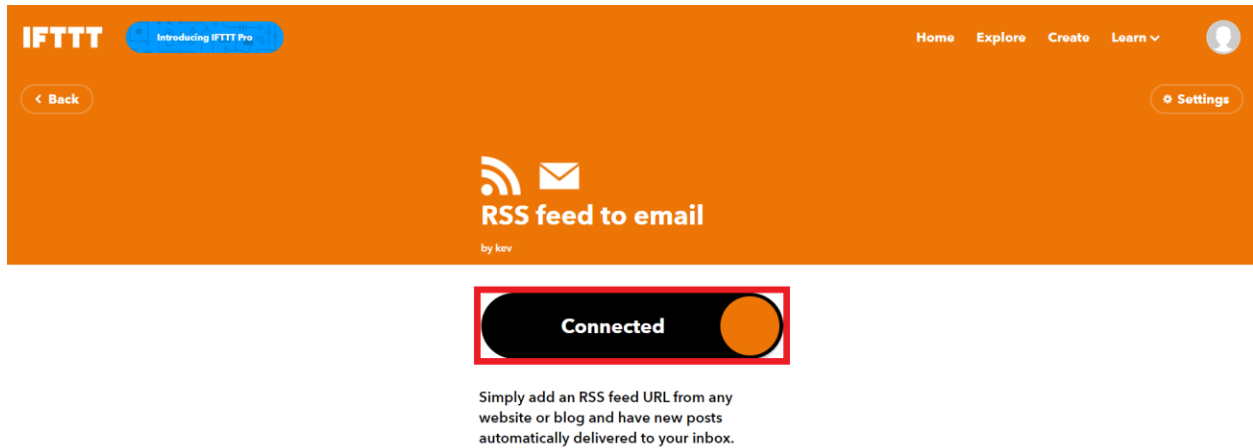 IFTTT
Introducing IFTTT Pro
Home Explore Create Learn
Back
Settings
RSS feed to email
by kev
Connected
Simply add an RSS feed URL from any
website or blog and have new posts
automatically delivered to your inbox.